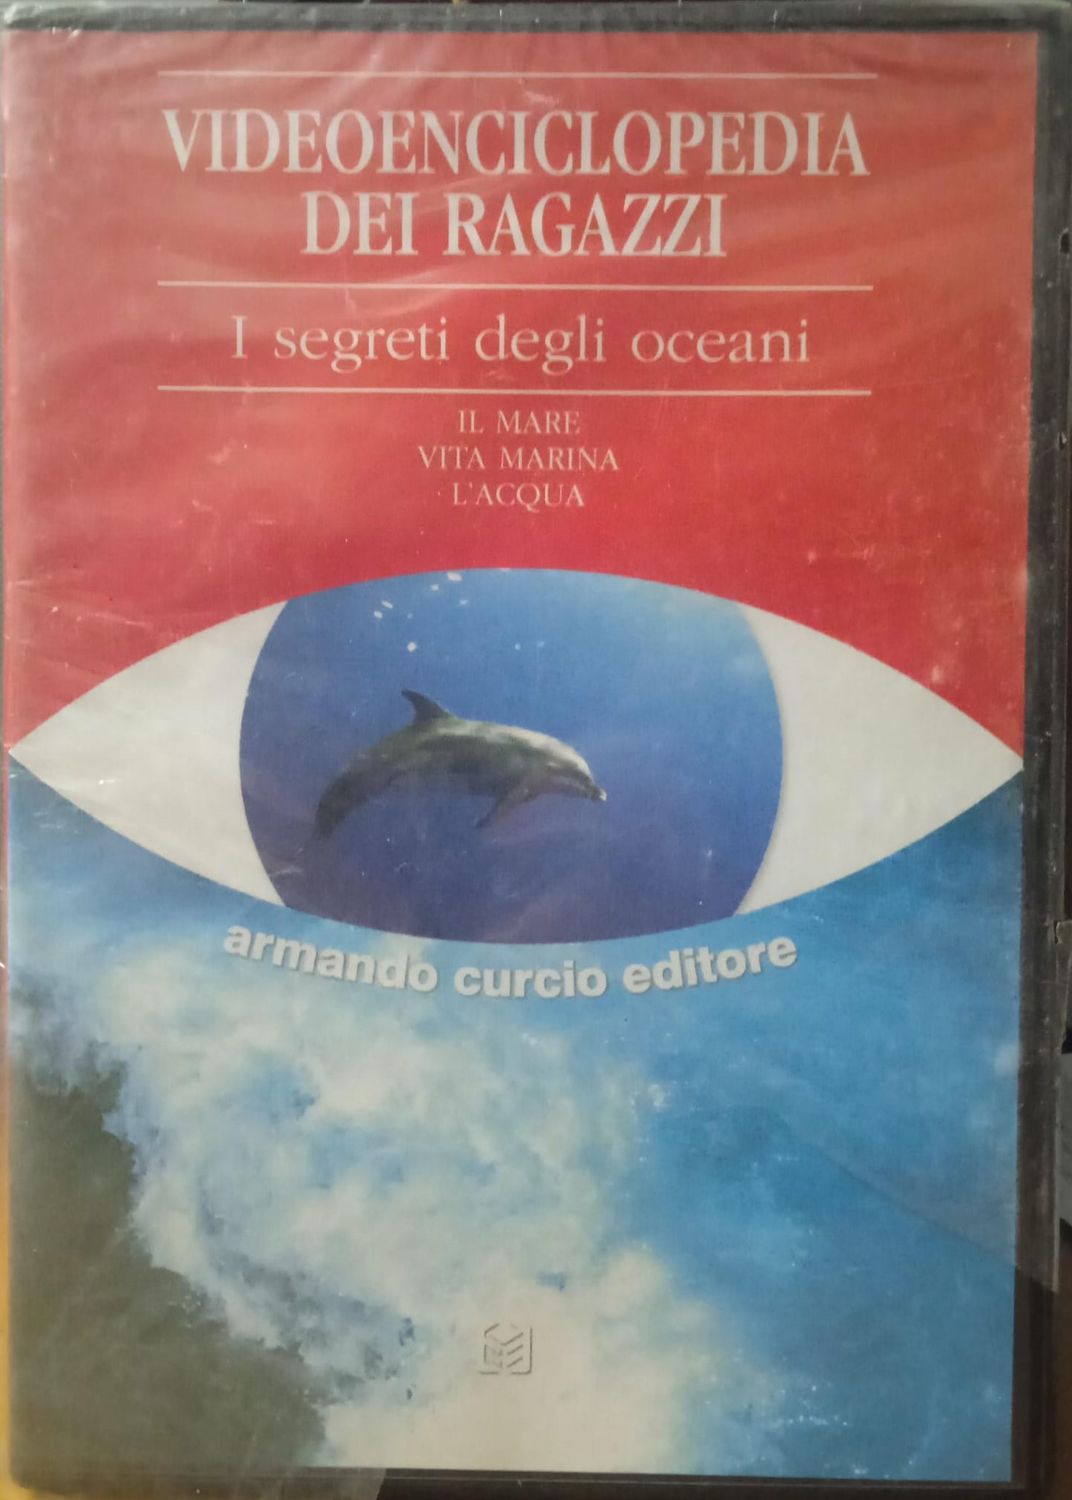 VIDEOENCICLOPEDIA
DEI RAGAZZI
I segreti degli oceani
IL MARE
VITA MARINA
L'ACQUA
armando curcio editore